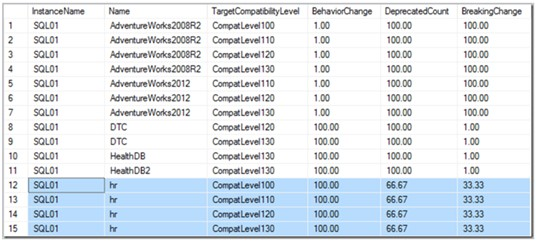 InstanceName Name TargetCompatibilityLevel BehaviorChange DeprecatedCount BreakingChange
1 SQL01 AdventureWorks2008R2 CompatLevel100 1.00 100.00 100.00
2 SQL01 AdventureWorks2008R2 CompatLevel110 1.00 100.00 100.00
3 SQL01 AdventureWorks2008R2 CompatLevel120 1.00 100.00 100.00
4 SQL01 AdventureWorks2008R2 CompatLevel130 1.00 100.00 100.00
5 SQL01 AdventureWorks2012 CompatLevel110 1.00 100.00 100.00
6 SQL01 AdventureWorks2012 CompatLevel120 1.00 100.00 100.00
7 SQL01 AdventureWorks2012 CompatLevel130 1.00 100.00 100.00
8 SQL01 DTC CompatLevel120 100.00 100.00 1.00
9 SQL01 DTC CompatLevel130 100.00 100.00 1.00
10 SQL01 HealthDB CompatLevel130 100.00 100.00 1.00
11 SQL01 HealthDB2 CompatLevel130 100.00 100.00 1.00
12 SQL01 hr CompatLevel100 100.00 66.67 33.33
13 SQL01 hr CompatLevel110 100.00 66.67 33.33
14 SQL01 hr CompatLevel120 100.00 66.67 33.33
15 SQL01 hr CompatLevel130 100.00 66.67 33.33